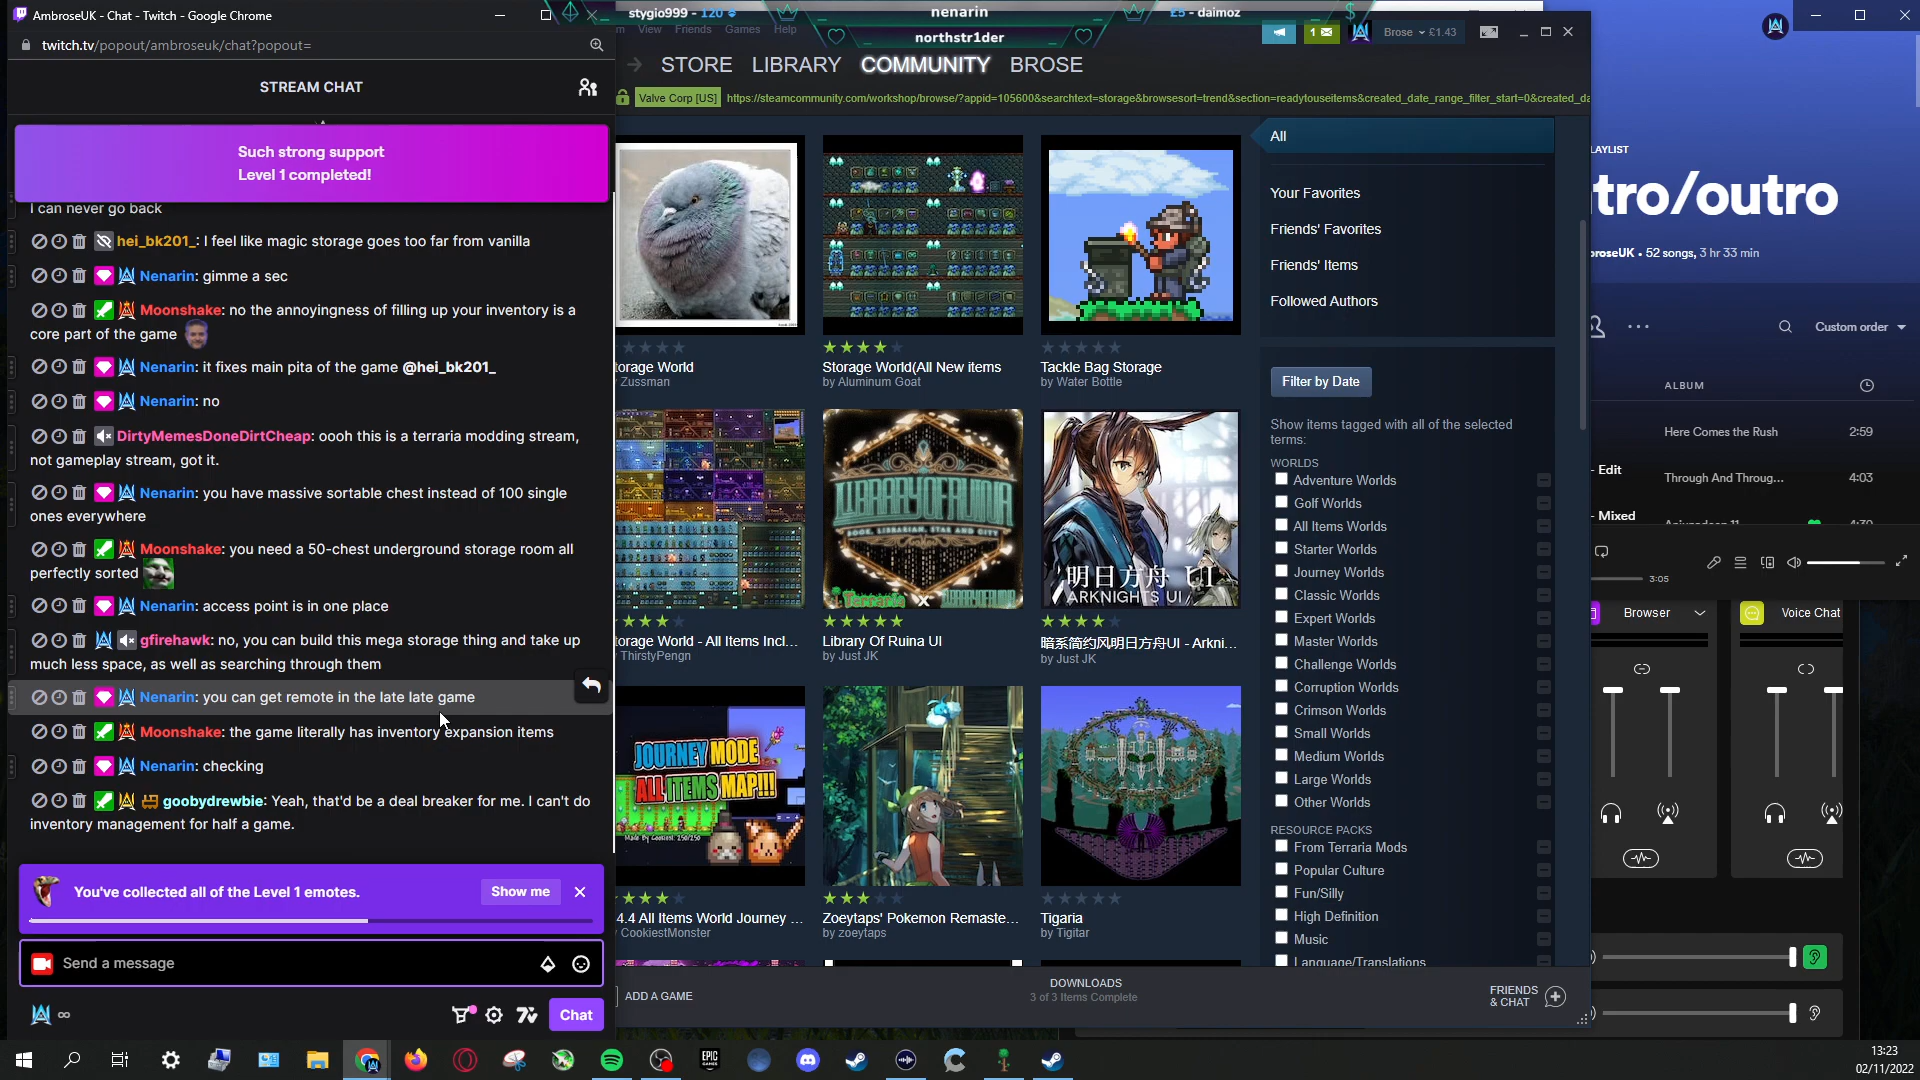 AmbroseUK - Chat - Twitch - Google Chrome
twitch.tv/popout/ambroseuk/chat?popout=
STREAM CHAT
Such strong support
Level 1 completed!
I can never go back
hei_bk201_: I feel like magic storage goes too far from vanilla
Nenarin: gimme a sec
Moonshake: no the annoyingness of filling up your inventory is a
core part of the game
Nenarin: it fixes main pita of the game @hei_bk201_
Nenarin: no
DirtyMemesDoneDirtCheap: oooh this is a terraria modding stream,
not gameplay stream, got it.
Nenarin: you have massive sortable chest instead of 100 single
ones everywhere
Moonshake: you need a 50-chest underground storage room all
perfectly sorted
Nenarin: access point is in one place
gfirehawk: no, you can build this mega storage thing and take up
much less space, as well as searching through them
Nenarin: you can get remote in the late late game
Moonshake: the game literally has inventory expansion items
Nenarin: checking
goobydrewbie: Yeah, that'd be a deal breaker for me. I can't do
inventory management for half a game.
You've collected all of the Level 1 emotes.
Show me
Send a message
Chat
stygio999 - 120
nenarin
northstr1der
£5 - daimoz
View Friends Games Help
1
Brose
£1.43
STORE LIBRARY COMMUNITY BROSE
Valve Corp [US]
https://steamcommunity.com/workshop/browse/?appid=105600&searchtext=storage&browsesort=trend&section=readytouseitems&created_date_range_filter_start=0&created_da
torage World
Zussman
Storage World(All New items
by Aluminum Goat
Tackle Bag Storage
by Water Bottle
LIBRARY OF RUINA
BOOK, LIBRARIAN, STAR AND CITY
Terraria
明日方舟 UI
ARKNIGHTS UI
torage World - All Items Incl...
ThirstyPengn
Library Of Ruina UI
by Just JK
暗系简约风明日方舟UI - Arkni...
by Just JK
JOURNEY MODE
ALL ITEMS MAP!!!
4.4 All Items World Journey ...
CookiestMonster
Zoeytaps' Pokemon Remaste...
by zoeytaps
Tigaria
by Tigitar
All
Your Favorites
Friends' Favorites
Friends' Items
Followed Authors
Filter by Date
Show items tagged with all of the selected
terms:
WORLDS
Adventure Worlds
Golf Worlds
All Items Worlds
Starter Worlds
Journey Worlds
Classic Worlds
Expert Worlds
Master Worlds
Challenge Worlds
Corruption Worlds
Crimson Worlds
Small Worlds
Medium Worlds
Large Worlds
Other Worlds
RESOURCE PACKS
From Terraria Mods
Popular Culture
Fun/Silly
High Definition
Music
Language/Translations
ADD A GAME
DOWNLOADS
3 of 3 Items Complete
FRIENDS
& CHAT
LAYLIST
tro/outro
broseUK • 52 songs, 3 hr 33 min
Custom order
ALBUM
Here Comes the Rush
2:59
- Edit
Through And Throug...
4:03
- Mixed
3:05
Browser
Voice Chat
EPIC
GAMES
13:23
02/11/2022